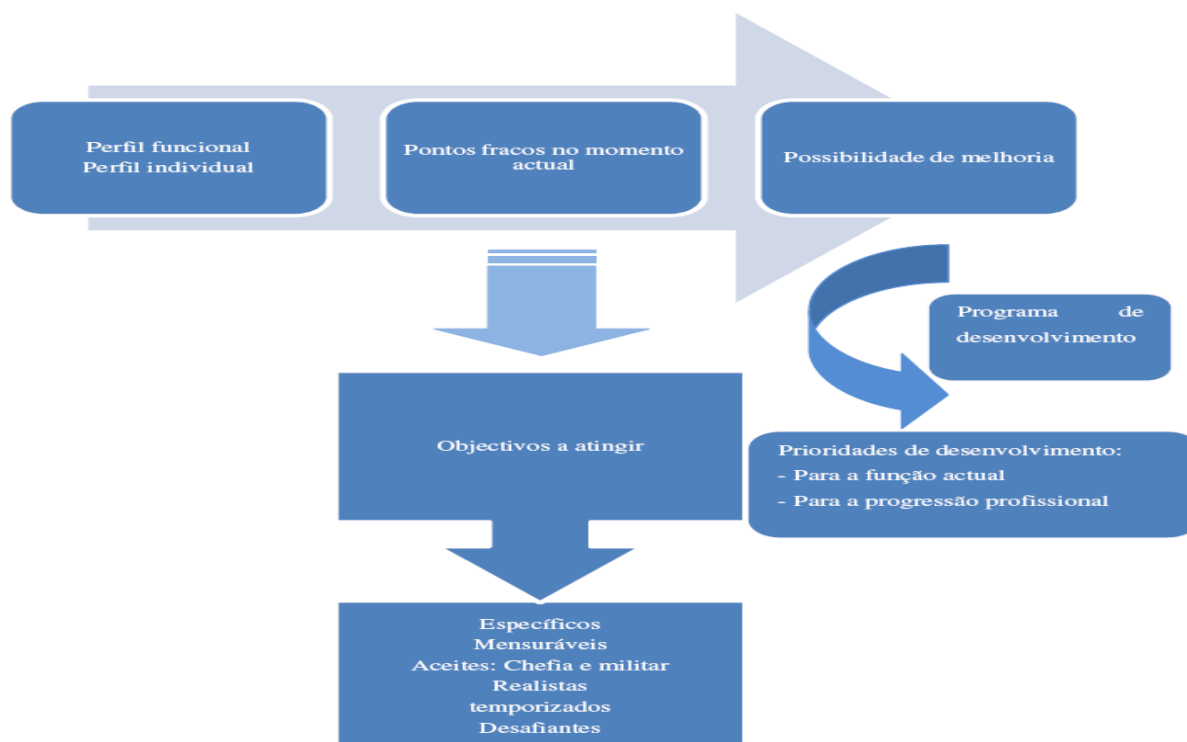 Perfil funcional
Perfil individual
Pontos fracos no momento
actual
Possibilidade de melhoria
Programa de
desenvolvimento
Objectivos a atingir
Prioridades de desenvolvimento:
- Para a função actual
- Para a progressão profissional
Específicos
Mensuráveis
Aceites: Chefia e militar
Realistas
temporizados
Desafiantes